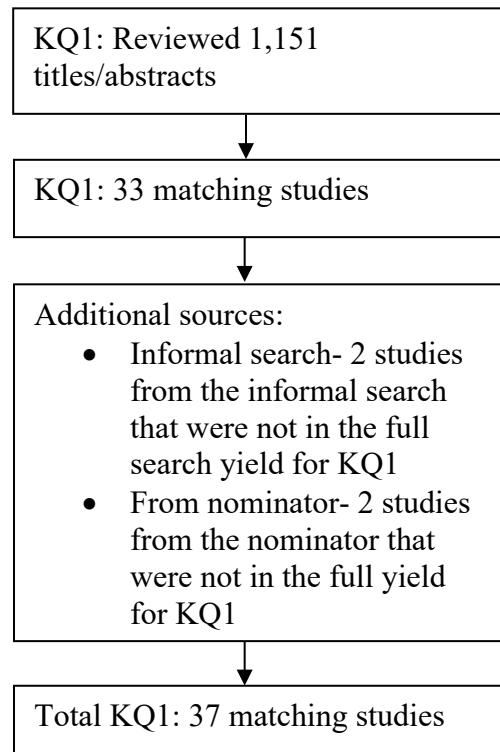 KQ1: Reviewed 1,151
titles/abstracts
KQ1: 33 matching studies
Additional sources:
• Informal search- 2 studies
from the informal search
that were not in the full
search yield for KQ1
• From nominator- 2 studies
from the nominator that
were not in the full yield
for KQ1
Total KQ1: 37 matching studies